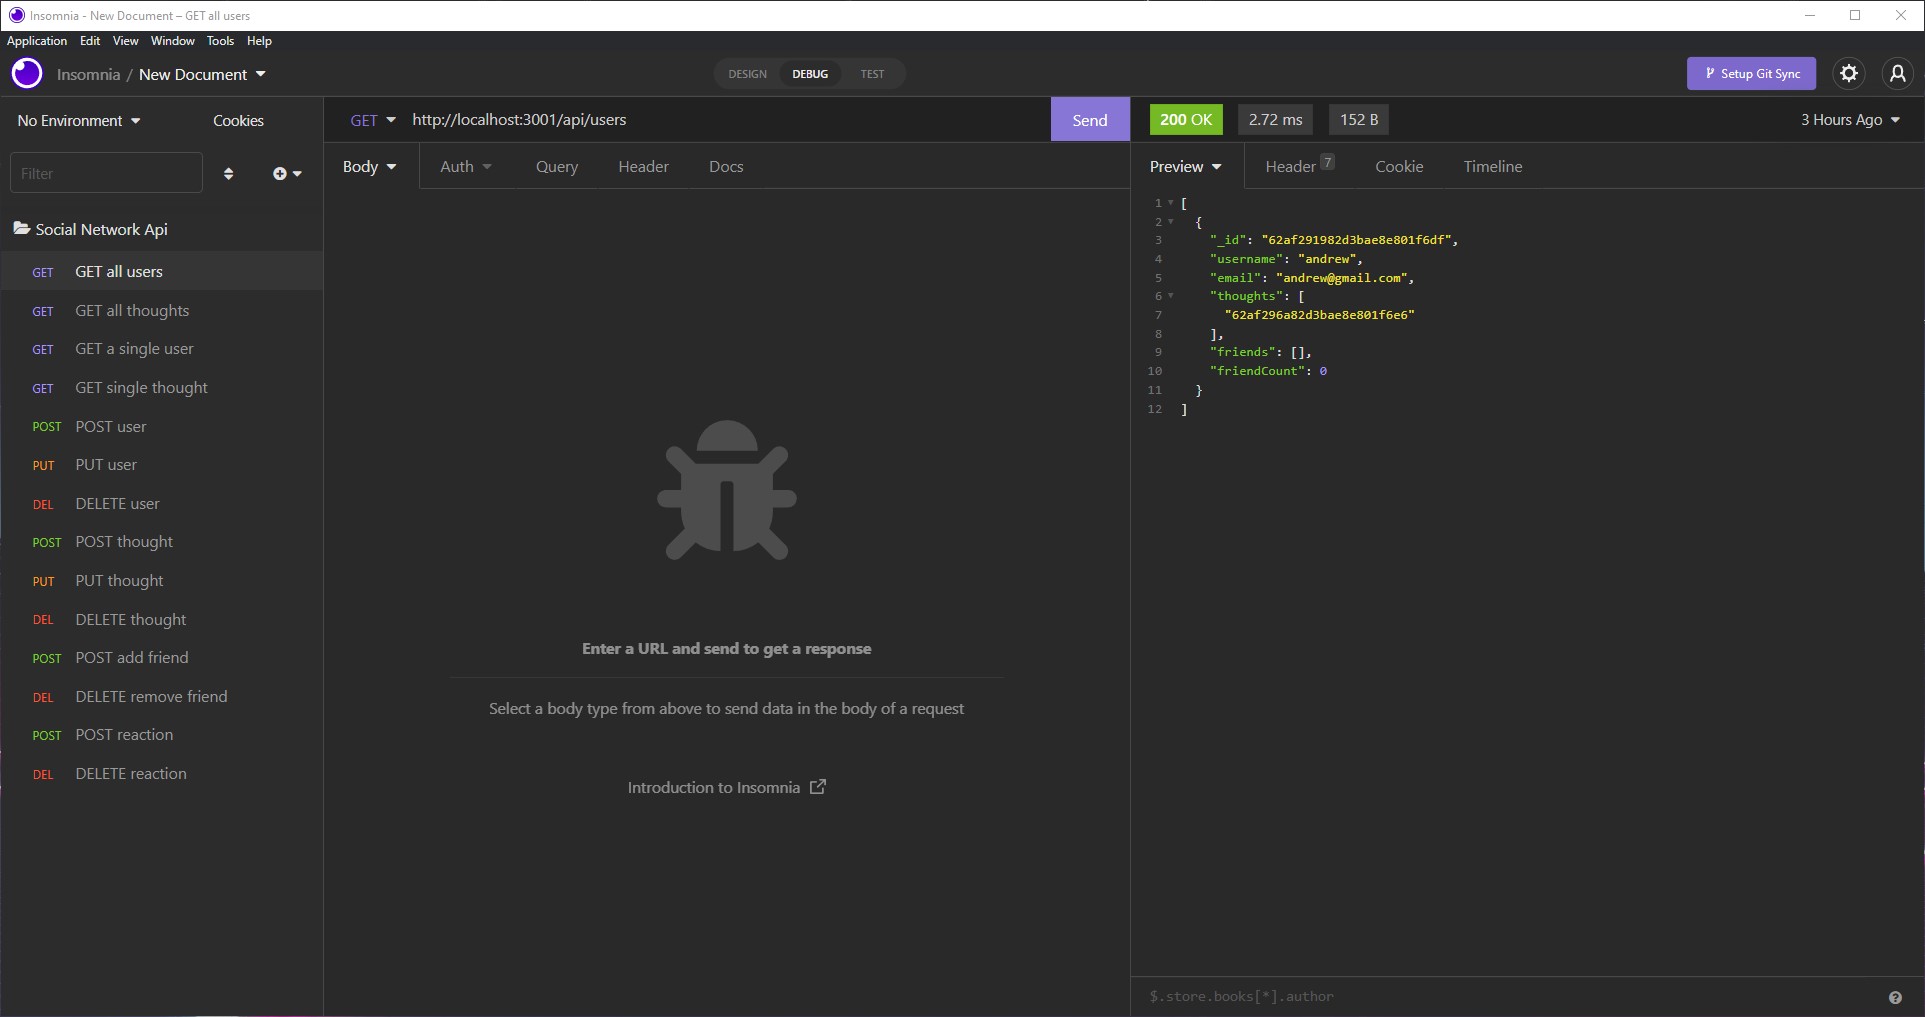 Insomnia - New Document – GET all users
Application Edit View Window Tools Help
Insomnia / New Document
DESIGN DEBUG TEST
Setup Git Sync
No Environment Cookies
GET http://localhost:3001/api/users Send
200 OK 2.72 ms 152 B 3 Hours Ago
Filter
Body Auth Query Header Docs
Preview Header 7 Cookie Timeline
Social Network Api
GET GET all users
GET GET all thoughts
GET GET a single user
GET GET single thought
POST POST user
PUT PUT user
DEL DELETE user
POST POST thought
PUT PUT thought
DEL DELETE thought
POST POST add friend
DEL DELETE remove friend
POST POST reaction
DEL DELETE reaction
Enter a URL and send to get a response
Select a body type from above to send data in the body of a request
Introduction to Insomnia
1 [
2 {
3 "_id": "62af291982d3bae8e801f6df",
4 "username": "andrew",
5 "email": "andrew@gmail.com",
6 "thoughts": [
7 "62af296a82d3bae8e801f6e6"
8 ],
9 "friends": [],
10 "friendCount": 0
11 }
12 ]
$.store.books[*].author